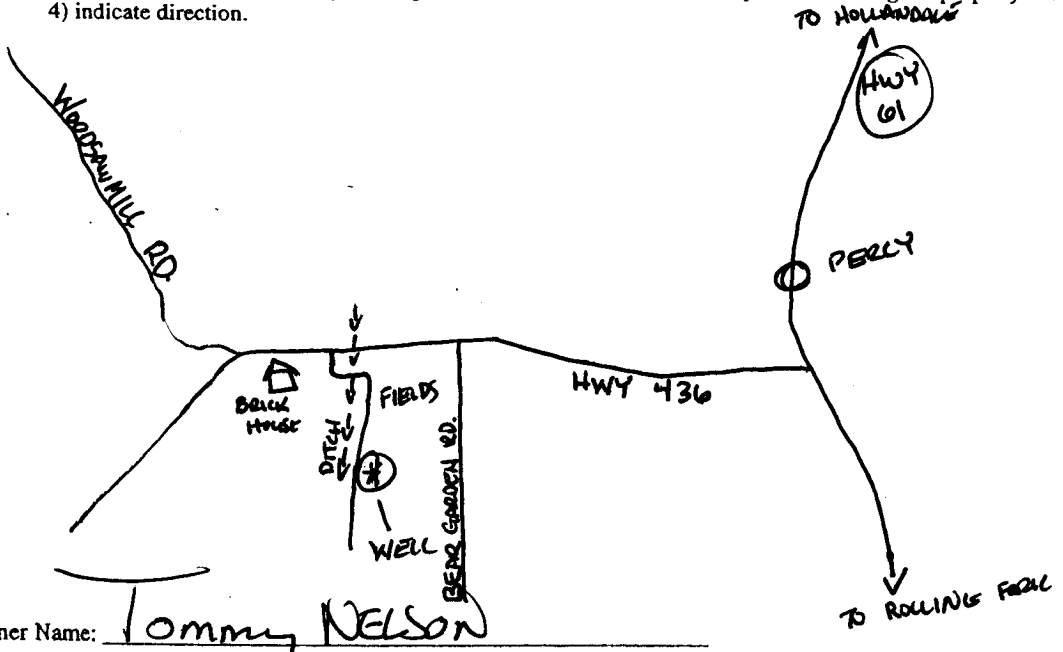 4) indicate direction.
TO HOLLANDALE
HWY
61
WOODSAWMILL RD.
PERCY
HWY 436
BRICK
HOUSE
FIELDS
DITCH
BEAR GARDEN RD.
WELL
TO ROLLING FORK
ner Name: Tommy NELSON